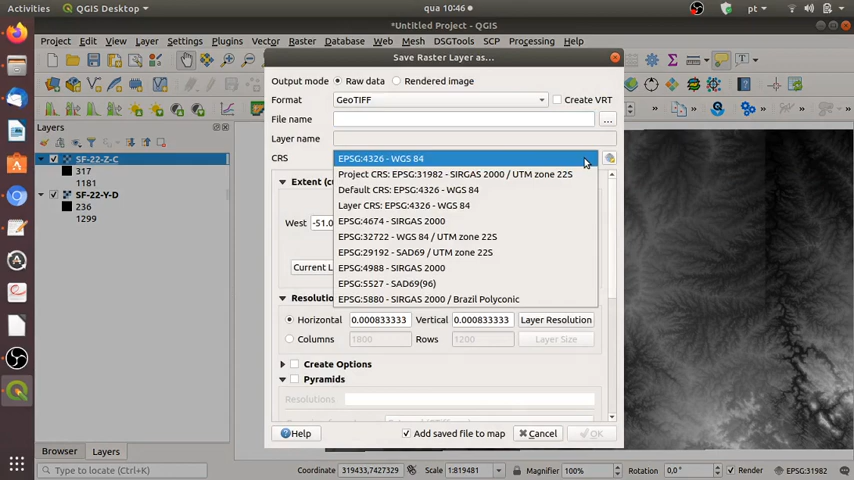 Activities
QGIS Desktop
qua 10:46
pt
*Untitled Project - QGIS
Project Edit View Layer Settings Plugins Vector Raster Database Web Mesh DSGTools SCP Processing Help
Save Raster Layer as...
Output mode Raw data Rendered image
Format GeoTIFF Create VRT
File name ...
Layer name
CRS EPSG:4326 - WGS 84
Project CRS: EPSG:31982 - SIRGAS 2000 / UTM zone 22S
Default CRS: EPSG:4326 - WGS 84
Layer CRS: EPSG:4326 - WGS 84
EPSG:4674 - SIRGAS 2000
EPSG:32722 - WGS 84 / UTM zone 22S
EPSG:29192 - SAD69 / UTM zone 22S
EPSG:4988 - SIRGAS 2000
EPSG:5527 - SAD69(96)
EPSG:5880 - SIRGAS 2000 / Brazil Polyconic
Extent (c
West -51.0
Current L
Resolutio
Horizontal 0.000833333 Vertical 0.000833333 Layer Resolution
Columns 1800 Rows 1200 Layer Size
Create Options
Pyramids
Resolutions
Help Add saved file to map Cancel OK
Layers
SF-22-Z-C
317
1181
SF-22-Y-D
236
1299
Browser Layers
Type to locate (Ctrl+K)
Coordinate 319433,7427329 Scale 1:819481 Magnifier 100% Rotation 0,0° Render EPSG:31982